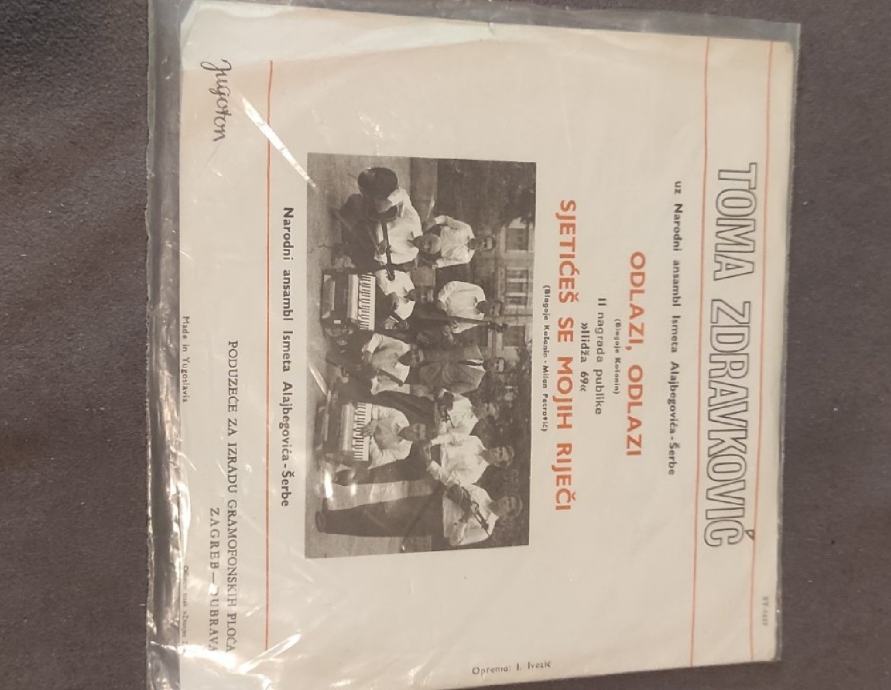 TOMA ZDRAVKOVIĆ
uz Narodni ansambl Ismeta Alajbegovića-Šerbe
ODLAZI, ODLAZI
(Blagoje Košanin)
II nagrada publike
»Ilidža 69«
SJETIĆEŠ SE MOJIH RIJEČI
(Blagoje Košanin - Milan Petrović)
Narodni ansambl Ismeta Alajbegovića-Šerbe
Jugoton
PODUZEĆE ZA IZRADU GRAMOFONSKIH PLOČA
ZAGREB—DUBRAVA
Made in Yugoslavia
Oprema: I. Ivezić